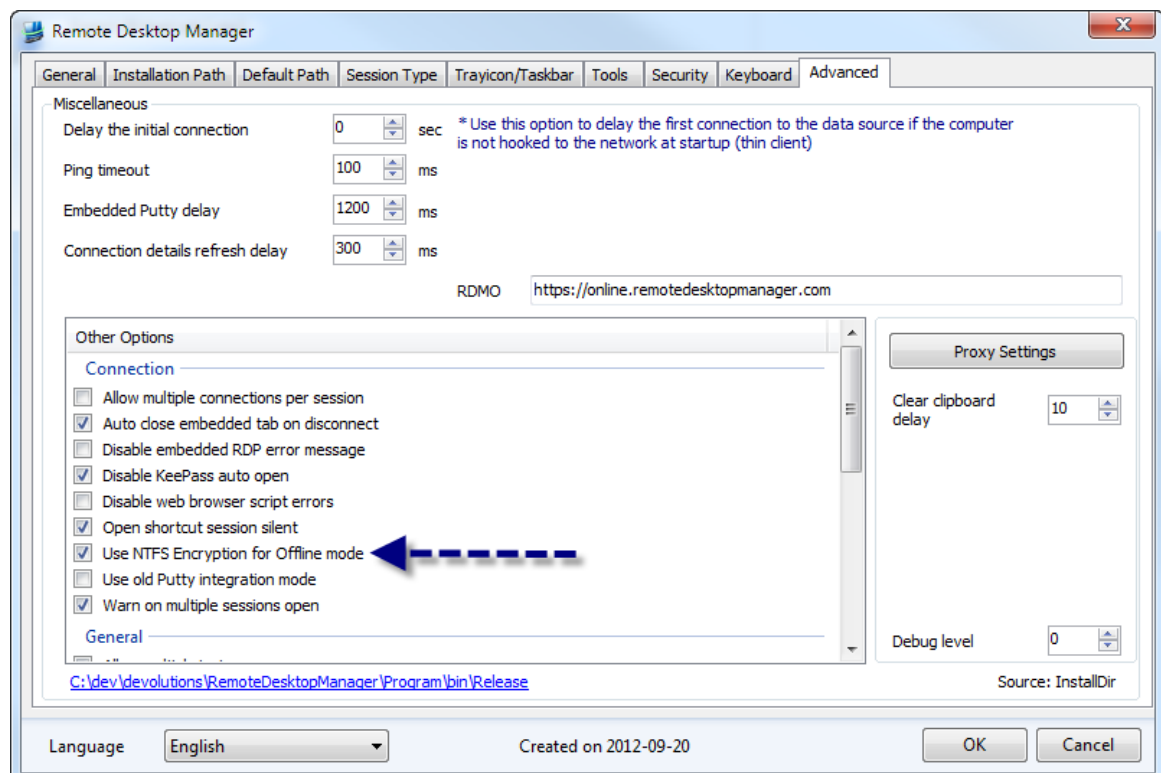 Remote Desktop Manager
General Installation Path Default Path Session Type Trayicon/Taskbar Tools Security Keyboard Advanced
Miscellaneous
Delay the initial connection 0 sec * Use this option to delay the first connection to the data source if the computer
is not hooked to the network at startup (thin client)
Ping timeout 100 ms
Embedded Putty delay 1200 ms
Connection details refresh delay 300 ms
RDMO https://online.remotedesktopmanager.com
Other Options
Connection
Allow multiple connections per session
Auto close embedded tab on disconnect
Disable embedded RDP error message
Disable KeePass auto open
Disable web browser script errors
Open shortcut session silent
Use NTFS Encryption for Offline mode
Use old Putty integration mode
Warn on multiple sessions open
General
Proxy Settings
Clear clipboard
delay 10
Debug level 0
C:\dev\devolutions\RemoteDesktopManager\Program\bin\Release Source: InstallDir
Language English Created on 2012-09-20 OK Cancel